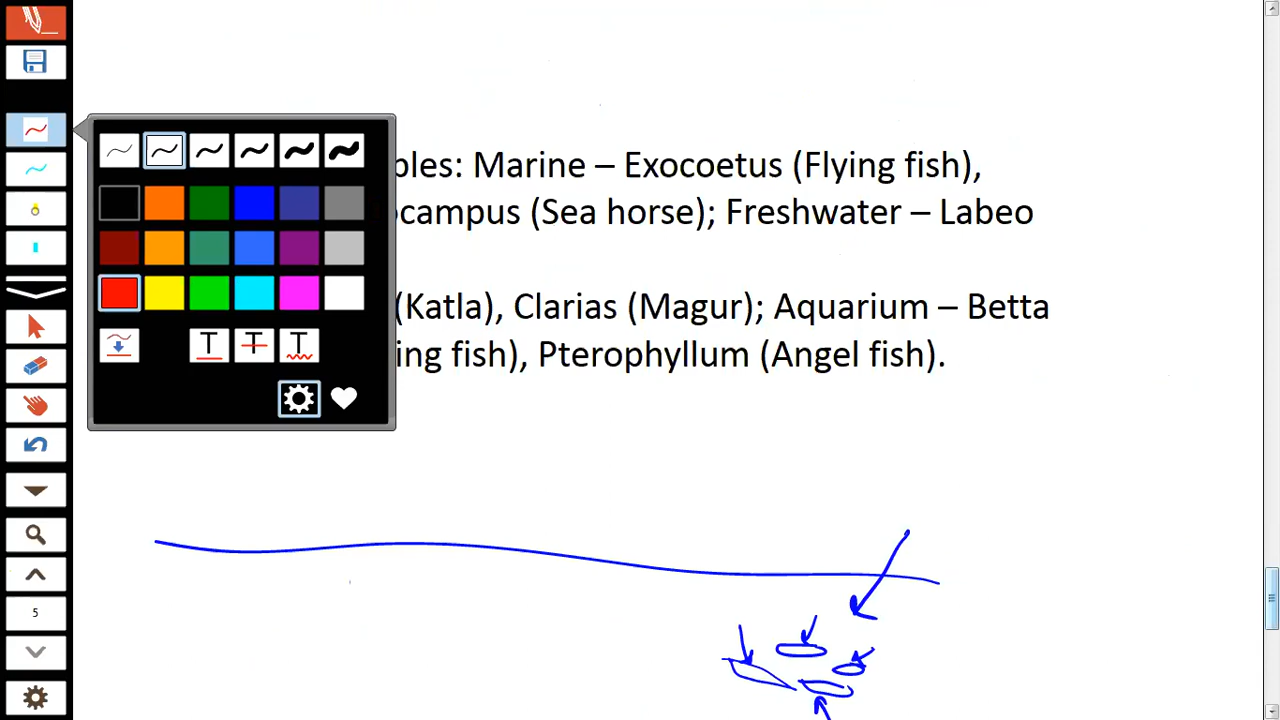 ples: Marine – Exocoetus (Flying fish),
ocampus (Sea horse); Freshwater – Labeo
(Katla), Clarias (Magur); Aquarium – Betta
ing fish), Pterophyllum (Angel fish).
T T T
5